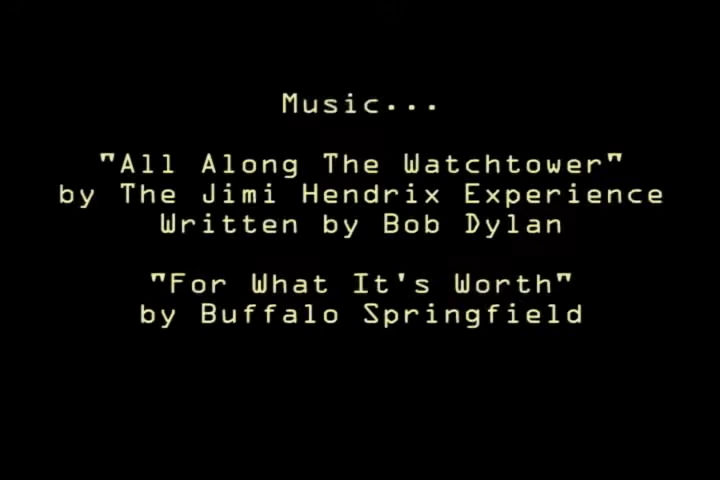 Music...
"All Along The Watchtower"
by The Jimi Hendrix Experience
Written by Bob Dylan
"For What It's Worth"
by Buffalo Springfield